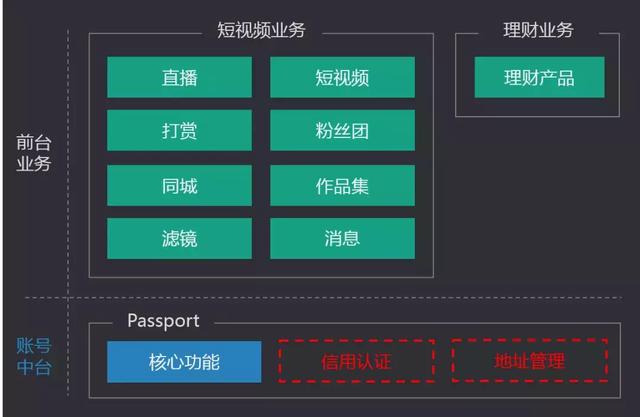 短视频业务
理财业务
直播
短视频
理财产品
打赏
粉丝团
前台
业务
同城
作品集
滤镜
消息
Passport
账号
中台
核心功能
信用认证
地址管理